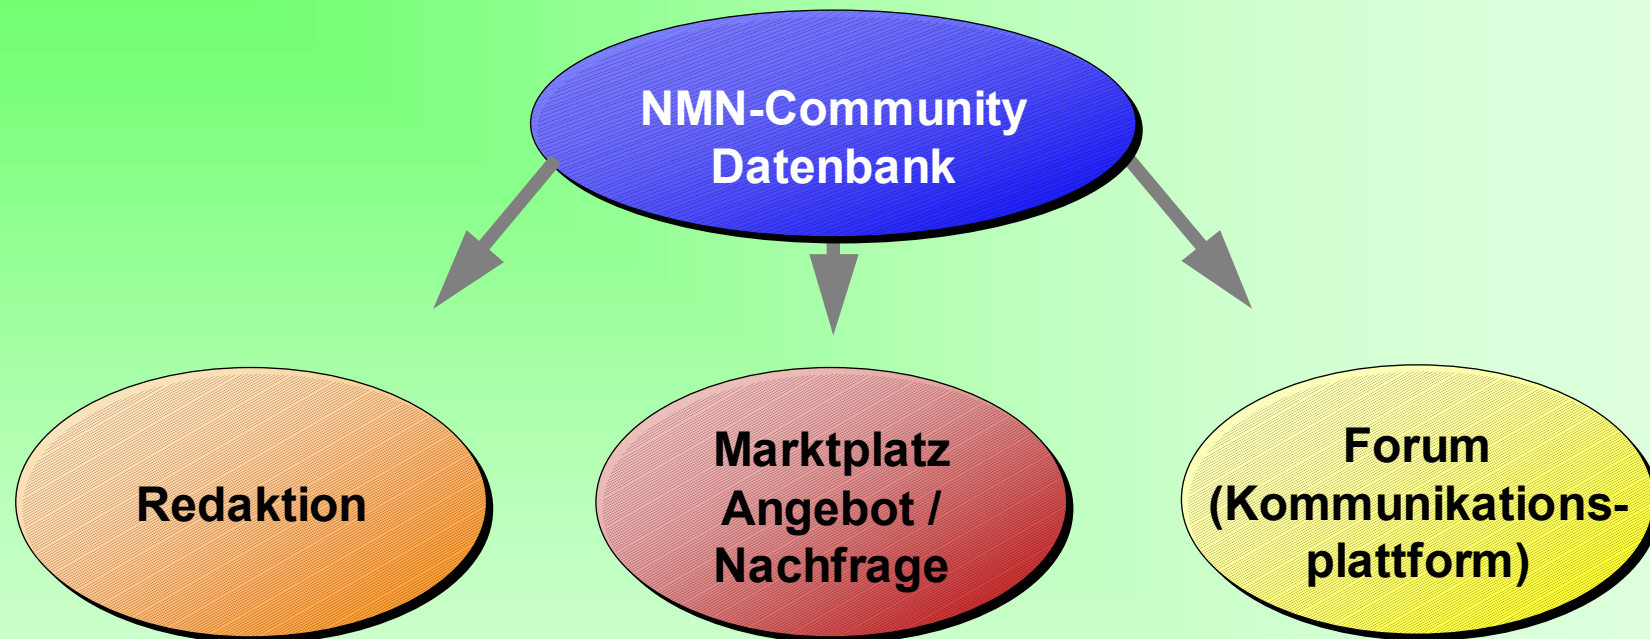 NMN-Community
Datenbank
Redaktion
Marktplatz
Angebot /
Nachfrage
Forum
(Kommunikations-
plattform)